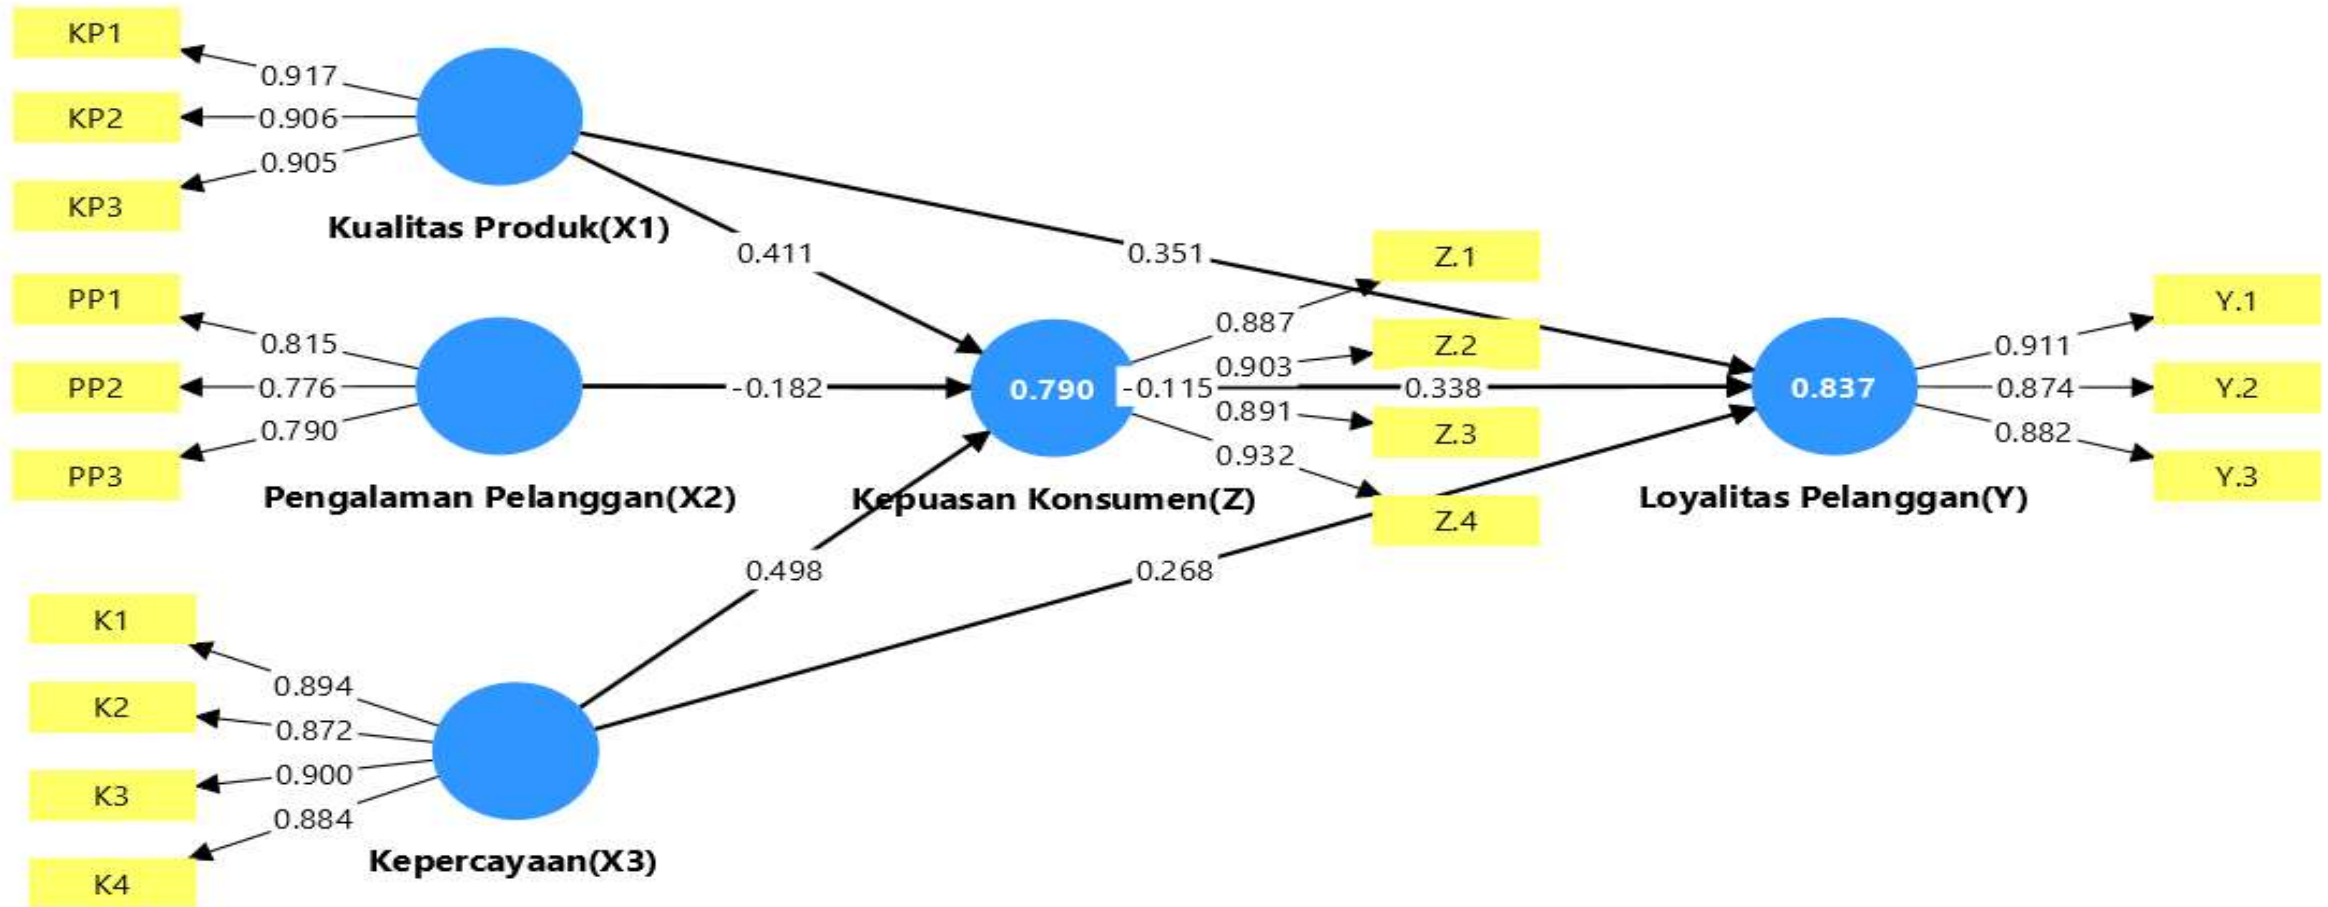 KP1
0.917
KP2
0.906
0.905
KP3
Kualitas Produk(X1)
0.411
0.351
PP1
0.815
PP2
0.776
0.790
PP3
Pengalaman Pelanggan(X2)
-0.182
0.790
Kepuasan Konsumen(Z)
-0.115
0.338
0.887
0.903
0.891
0.932
Z.1
Z.2
Z.3
Z.4
0.837
Loyalitas Pelanggan(Y)
0.911
0.874
0.882
Y.1
Y.2
Y.3
0.498
0.268
K1
0.894
K2
0.872
K3
0.900
0.884
K4
Kepercayaan(X3)